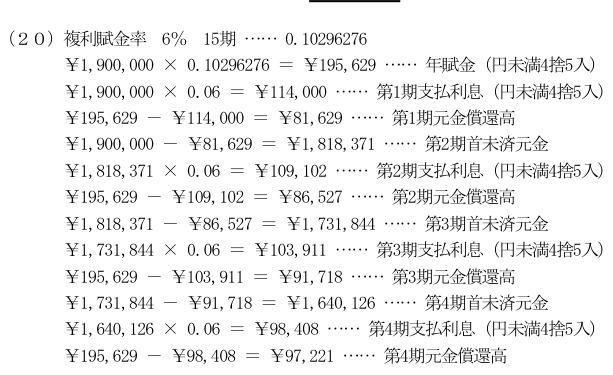 （２０）複利賦金率　6%　15期 …… 0.10296276
￥1,900,000 × 0.10296276 = ￥195,629 …… 年賦金（円未満4捨5入）
￥1,900,000 × 0.06 = ￥114,000 …… 第1期支払利息（円未満4捨5入）
￥195,629 － ￥114,000 = ￥81,629 …… 第1期元金償還高
￥1,900,000 － ￥81,629 = ￥1,818,371 …… 第2期首未済元金
￥1,818,371 × 0.06 = ￥109,102 …… 第2期支払利息（円未満4捨5入）
￥195,629 － ￥109,102 = ￥86,527 …… 第2期元金償還高
￥1,818,371 － ￥86,527 = ￥1,731,844 …… 第3期首未済元金
￥1,731,844 × 0.06 = ￥103,911 …… 第3期支払利息（円未満4捨5入）
￥195,629 － ￥103,911 = ￥91,718 …… 第3期元金償還高
￥1,731,844 － ￥91,718 = ￥1,640,126 …… 第4期首未済元金
￥1,640,126 × 0.06 = ￥98,408 …… 第4期支払利息（円未満4捨5入）
￥195,629 － ￥98,408 = ￥97,221 …… 第4期元金償還高